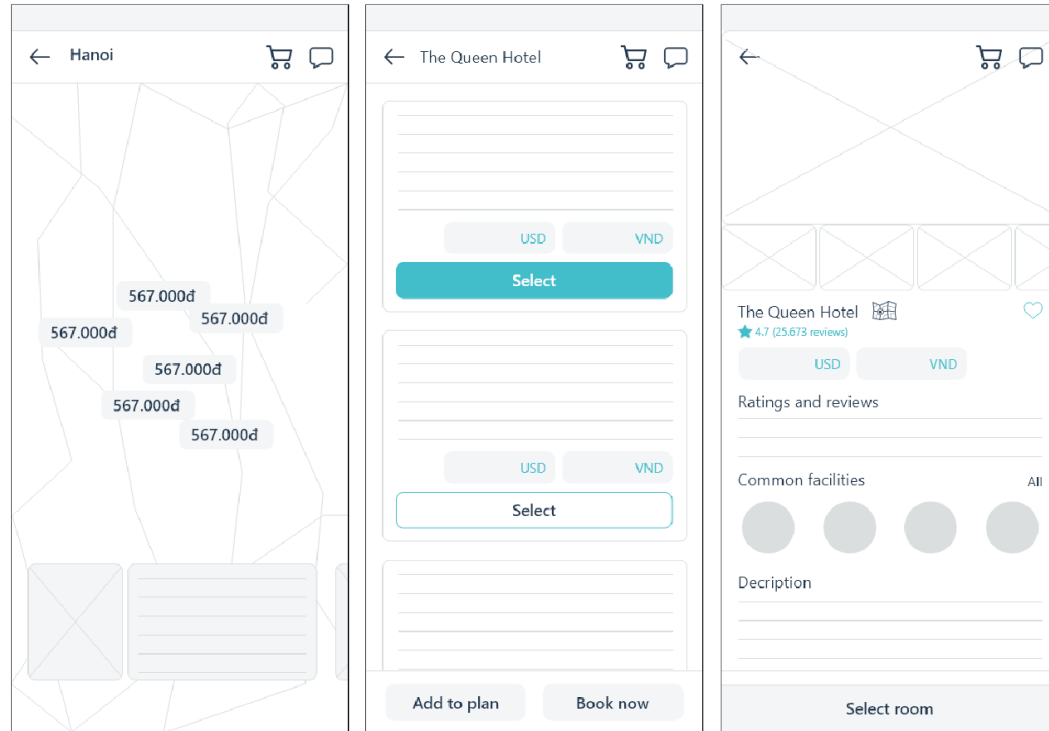 Hanoi
567.000đ
567.000đ
567.000đ
567.000đ
567.000đ
567.000đ
The Queen Hotel
USD VND
Select
USD VND
Select
Add to plan Book now
The Queen Hotel
4.7 (25.673 reviews)
USD VND
Ratings and reviews
Common facilities All
Decription
Select room